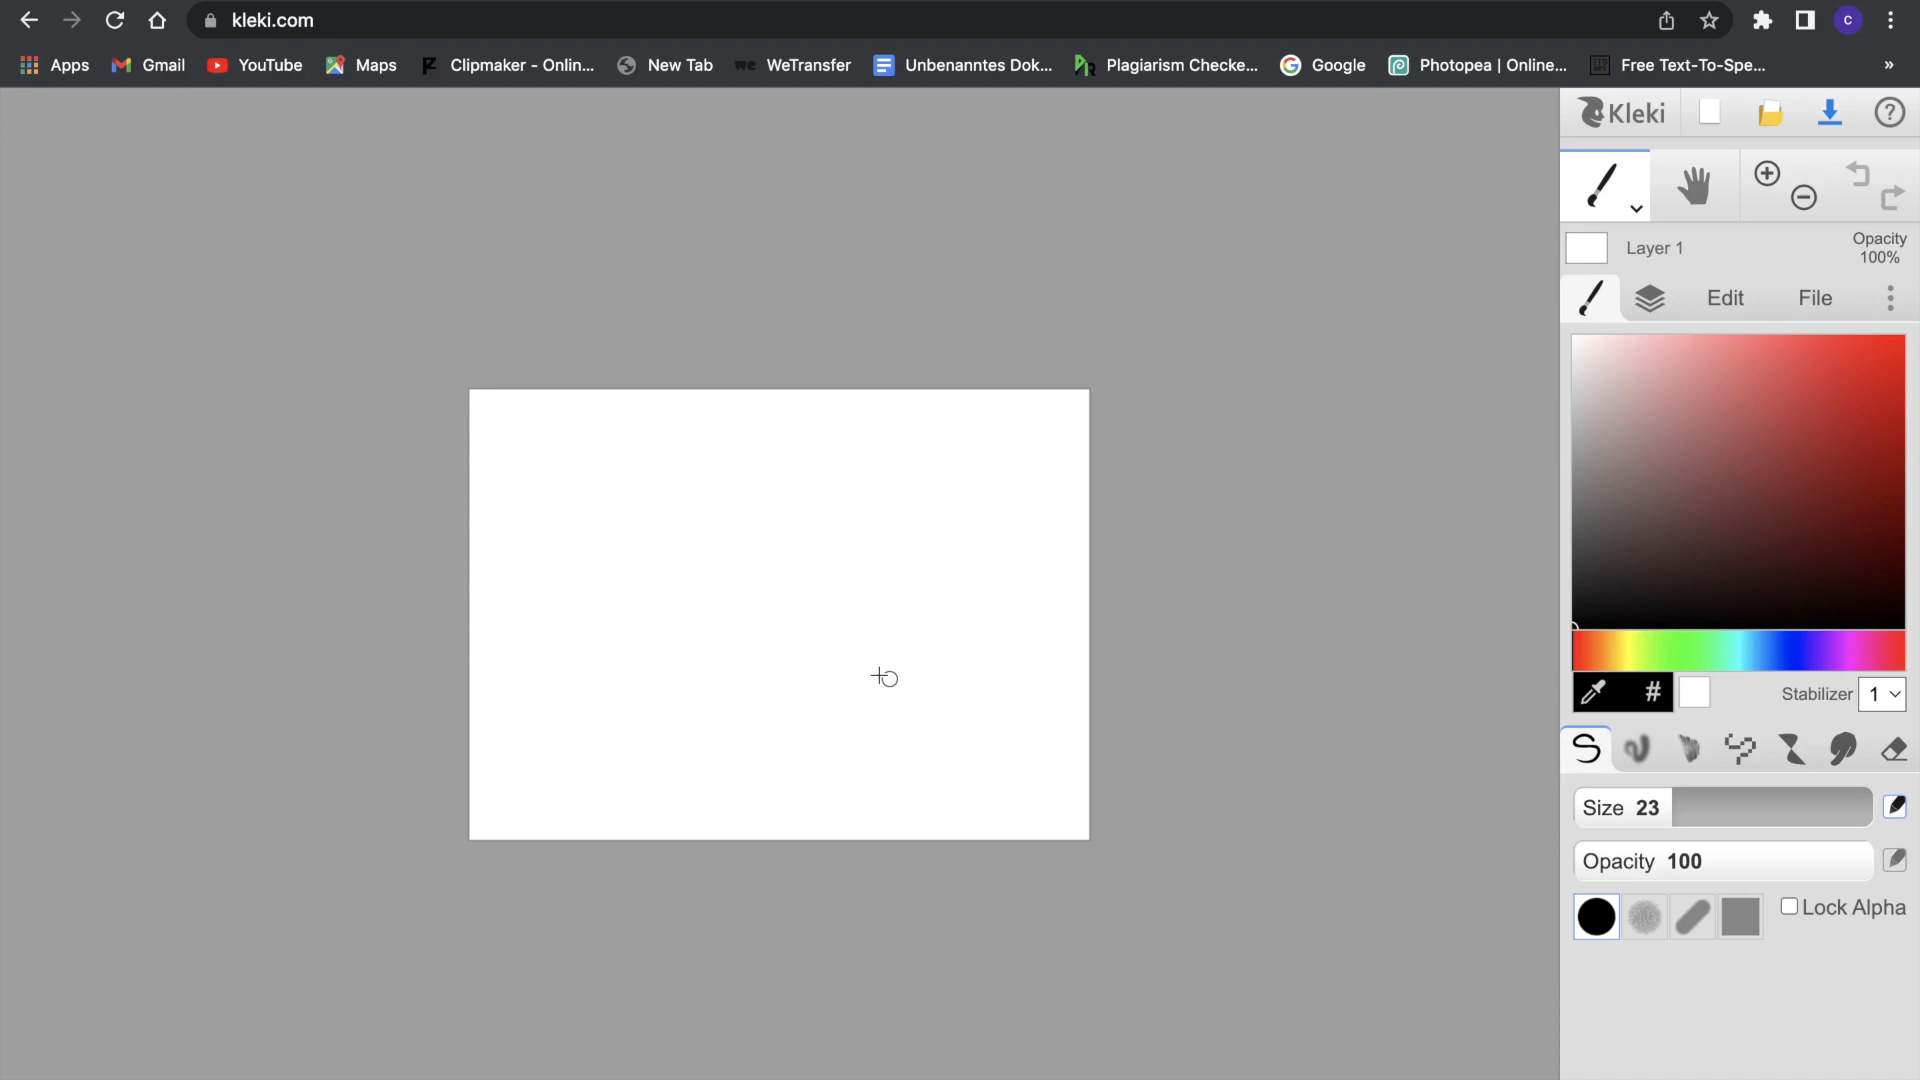 kleki.com
C
Apps Gmail YouTube Maps Clipmaker - Onlin... New Tab WeTransfer Unbenanntes Dok... Plagiarism Checke... Google Photopea | Online... Free Text-To-Spe... »
Kleki ?
Layer 1
Opacity
100%
Edit File
# Stabilizer 1
Size 23
Opacity 100
Lock Alpha